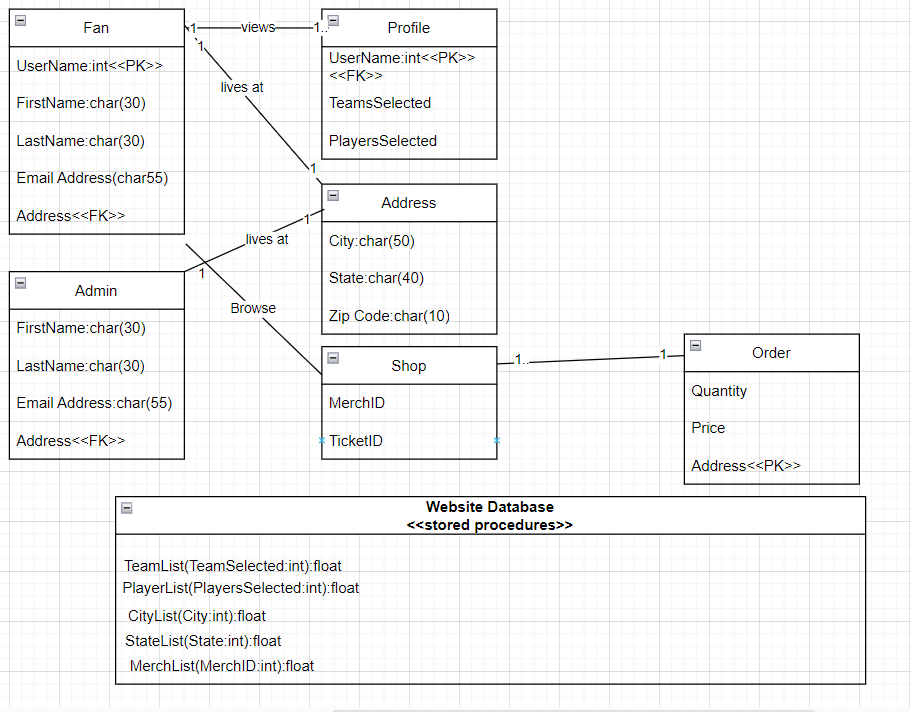 Fan
UserName:int<<PK>>
FirstName:char(30)
LastName:char(30)
Email Address(char55)
Address<<FK>>
1
views
1..
1
lives at
1
Profile
UserName:int<<PK>>
<<FK>>
TeamsSelected
PlayersSelected
Address
City:char(50)
State:char(40)
Zip Code:char(10)
1
lives at
1
Browse
Admin
FirstName:char(30)
LastName:char(30)
Email Address:char(55)
Address<<FK>>
Shop
MerchID
TicketID
1..
1
Order
Quantity
Price
Address<<PK>>
Website Database
<<stored procedures>>
TeamList(TeamSelected:int):float
PlayerList(PlayersSelected:int):float
CityList(City:int):float
StateList(State:int):float
MerchList(MerchID:int):float